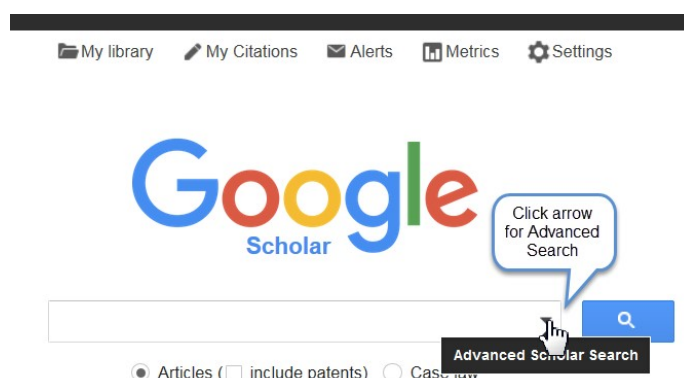 My library My Citations Alerts Metrics Settings
Google
Scholar
Click arrow
for Advanced
Search
Advanced Scholar Search
Articles ( include patents) Case law